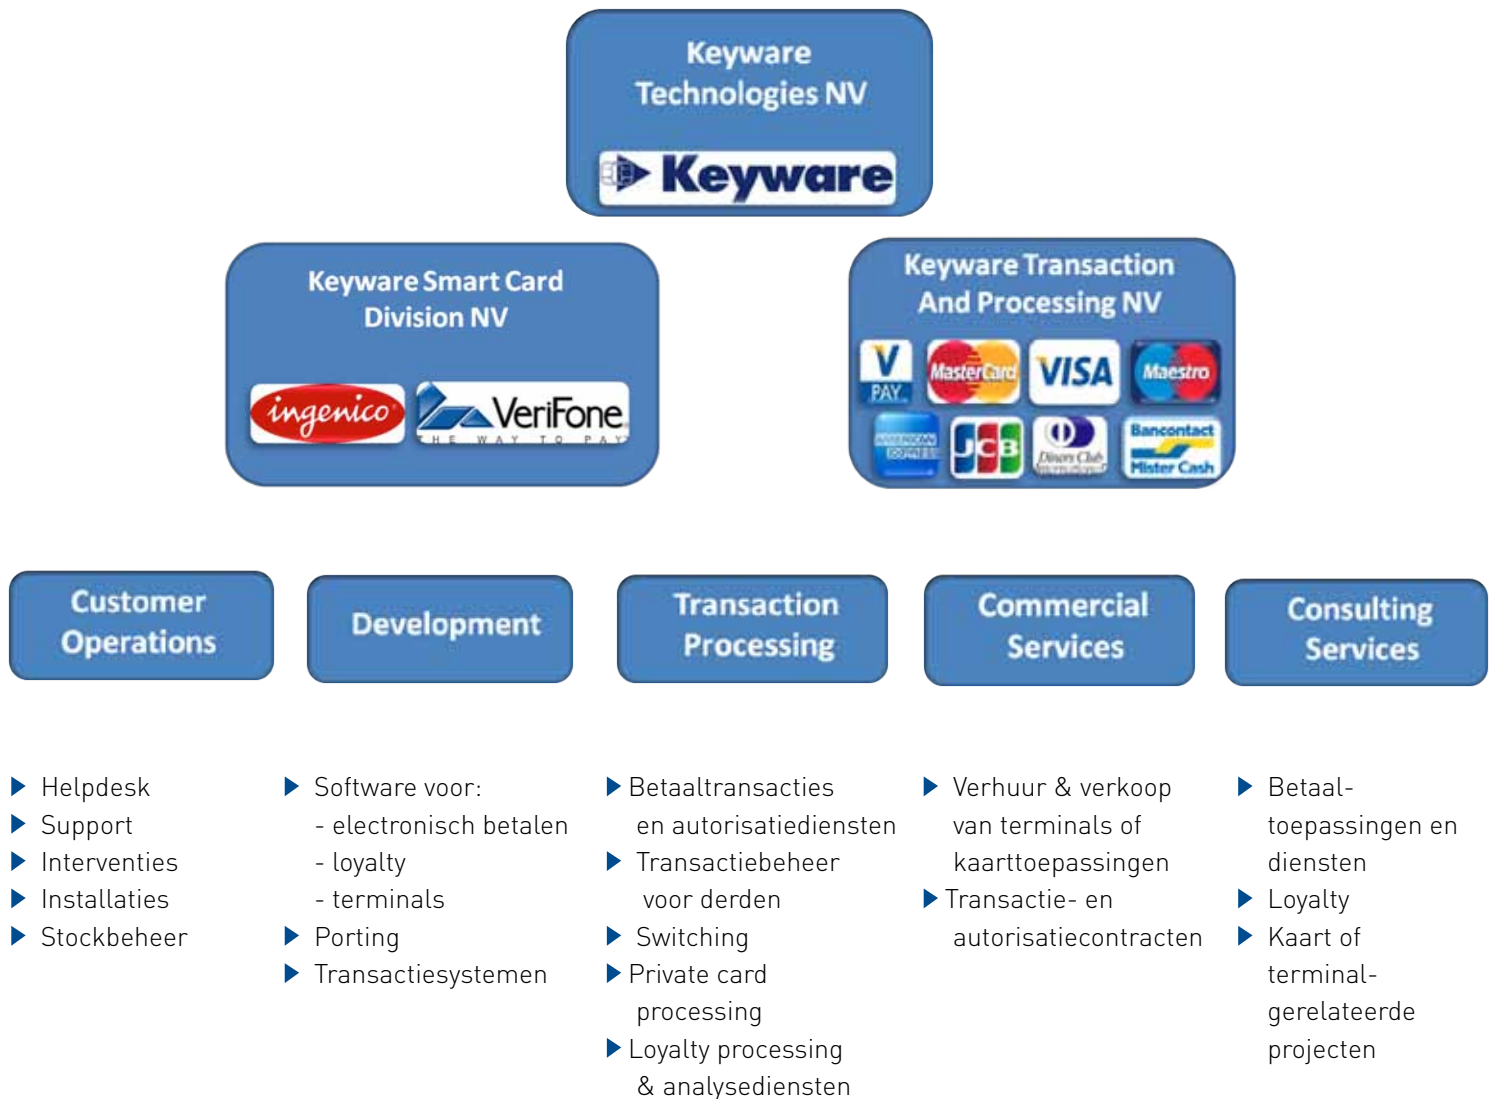 Keyware
Technologies NV
Keyware
Keyware Smart Card
Division NV
ingenico
VeriFone
THE WAY TO PAY
Keyware Transaction
And Processing NV
V
PAY
MasterCard
VISA
Maestro
AMERICAN
EXPRESS
JCB
Diners Club
International
Bancontact
Mister Cash
Customer
Operations
Development
Transaction
Processing
Commercial
Services
Consulting
Services
Helpdesk
Support
Interventies
Installaties
Stockbeheer
Software voor:
- electronisch betalen
- loyalty
- terminals
Porting
Transactiesystemen
Betaaltransacties
en autorisatiediensten
Transactiebeheer
voor derden
Switching
Private card
processing
Loyalty processing
& analysediensten
Verhuur & verkoop
van terminals of
kaarttoepassingen
Transactie- en
autorisatiecontracten
Betaal-
toepassingen en
diensten
Loyalty
Kaart of
terminal-
gerelateerde
projecten